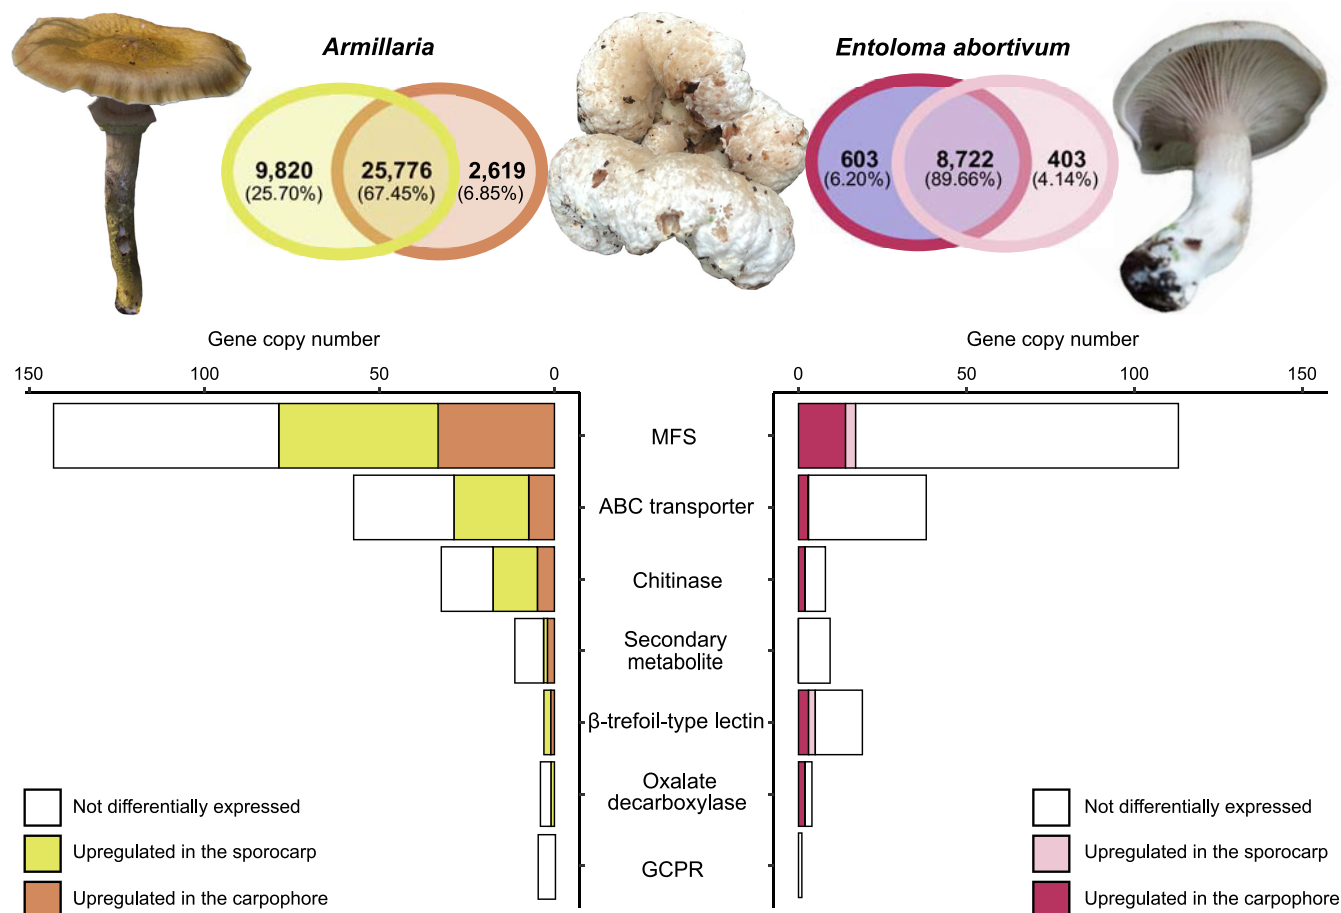 Armillaria
Entoloma abortivum
9,820
(25.70%)
25,776
(67.45%)
2,619
(6.85%)
603
(6.20%)
8,722
(89.66%)
403
(4.14%)
Gene copy number
Gene copy number
150 100 50 0
0 50 100 150
MFS
ABC transporter
Chitinase
Secondary
metabolite
β-trefoil-type lectin
Oxalate
decarboxylase
GCPR
Not differentially expressed
Upregulated in the sporocarp
Upregulated in the carpophore
Not differentially expressed
Upregulated in the sporocarp
Upregulated in the carpophore